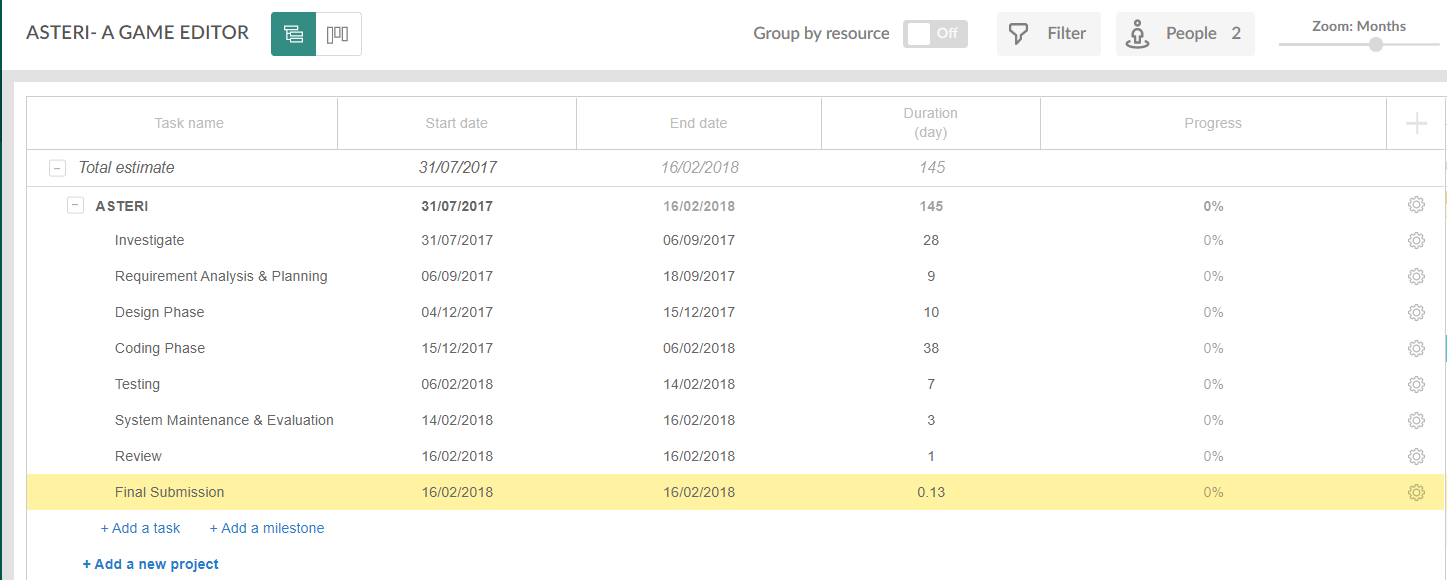 ASTERI- A GAME EDITOR Group by resource Off Filter People 2 Zoom: Months
Task name Start date End date Duration (day) Progress
Total estimate 31/07/2017 16/02/2018 145
ASTERI 31/07/2017 16/02/2018 145 0%
Investigate 31/07/2017 06/09/2017 28 0%
Requirement Analysis & Planning 06/09/2017 18/09/2017 9 0%
Design Phase 04/12/2017 15/12/2017 10 0%
Coding Phase 15/12/2017 06/02/2018 38 0%
Testing 06/02/2018 14/02/2018 7 0%
System Maintenance & Evaluation 14/02/2018 16/02/2018 3 0%
Review 16/02/2018 16/02/2018 1 0%
Final Submission 16/02/2018 16/02/2018 0.13 0%
+ Add a task + Add a milestone
+ Add a new project